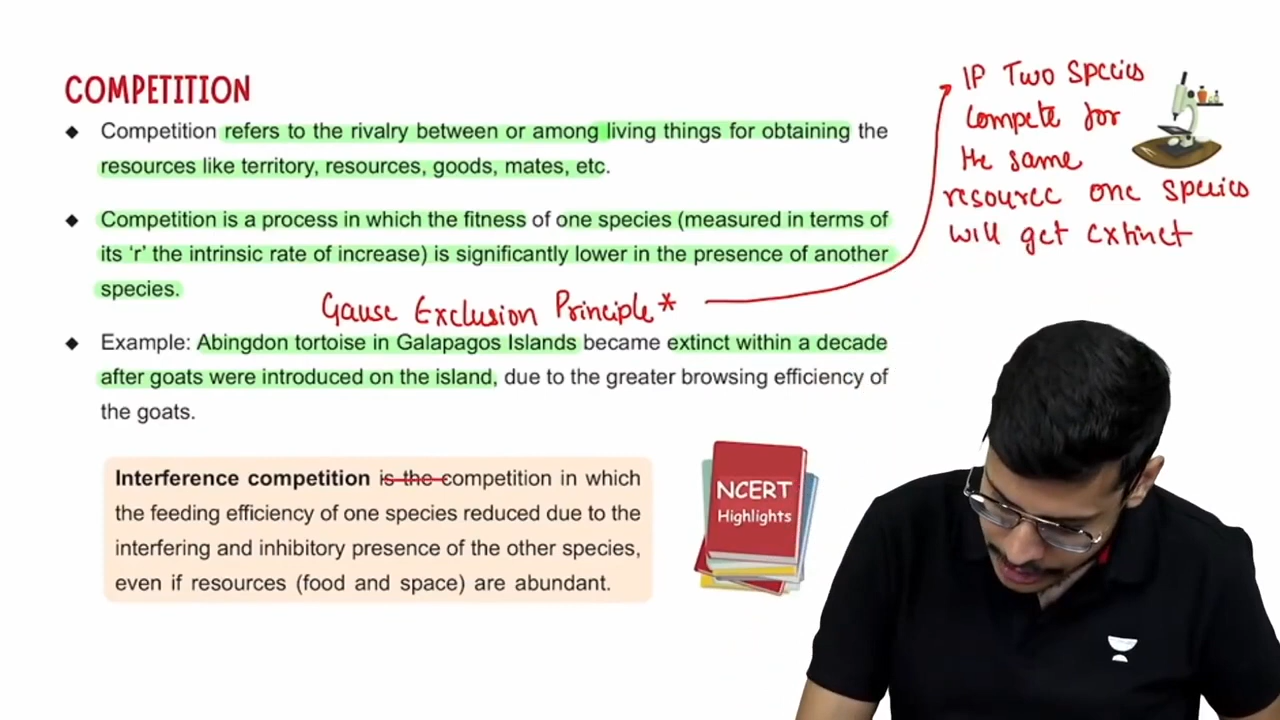 COMPETITION
◆ Competition refers to the rivalry between or among living things for obtaining the
resources like territory, resources, goods, mates, etc.
◆ Competition is a process in which the fitness of one species (measured in terms of
its ‘r’ the intrinsic rate of increase) is significantly lower in the presence of another
species.
Gause Exclusion Principle*
◆ Example: Abingdon tortoise in Galapagos Islands became extinct within a decade
after goats were introduced on the island, due to the greater browsing efficiency of
the goats.
Interference competition is the competition in which
the feeding efficiency of one species reduced due to the
interfering and inhibitory presence of the other species,
even if resources (food and space) are abundant.
NCERT
Highlights
IP Two Species
compete for
the same
resource one species
will get extinct